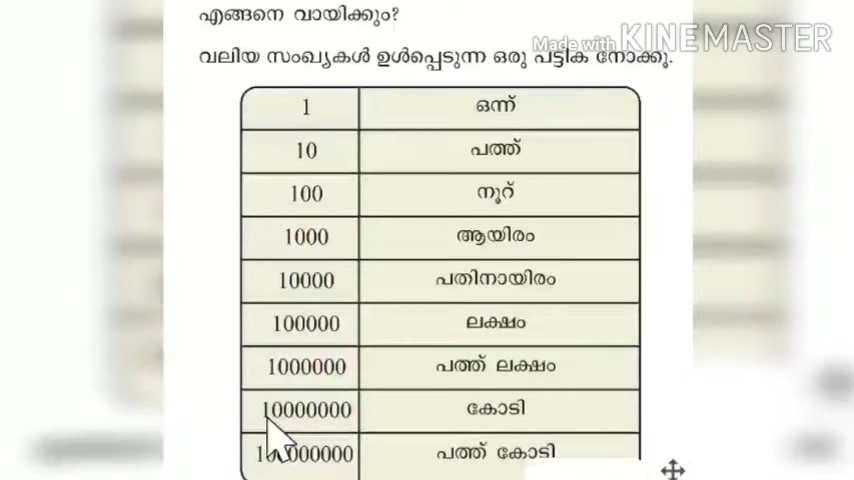 എങ്ങനെ വായിക്കും?
Made with KINEMASTER
വലിയ സംഖ്യകൾ ഉൾപ്പെടുന്ന ഒരു പട്ടിക നോക്കൂ.
1 ഒന്ന്
10 പത്ത്
100 നൂറ്
1000 ആയിരം
10000 പതിനായിരം
100000 ലക്ഷം
1000000 പത്ത് ലക്ഷം
10000000 കോടി
100000000 പത്ത് കോടി